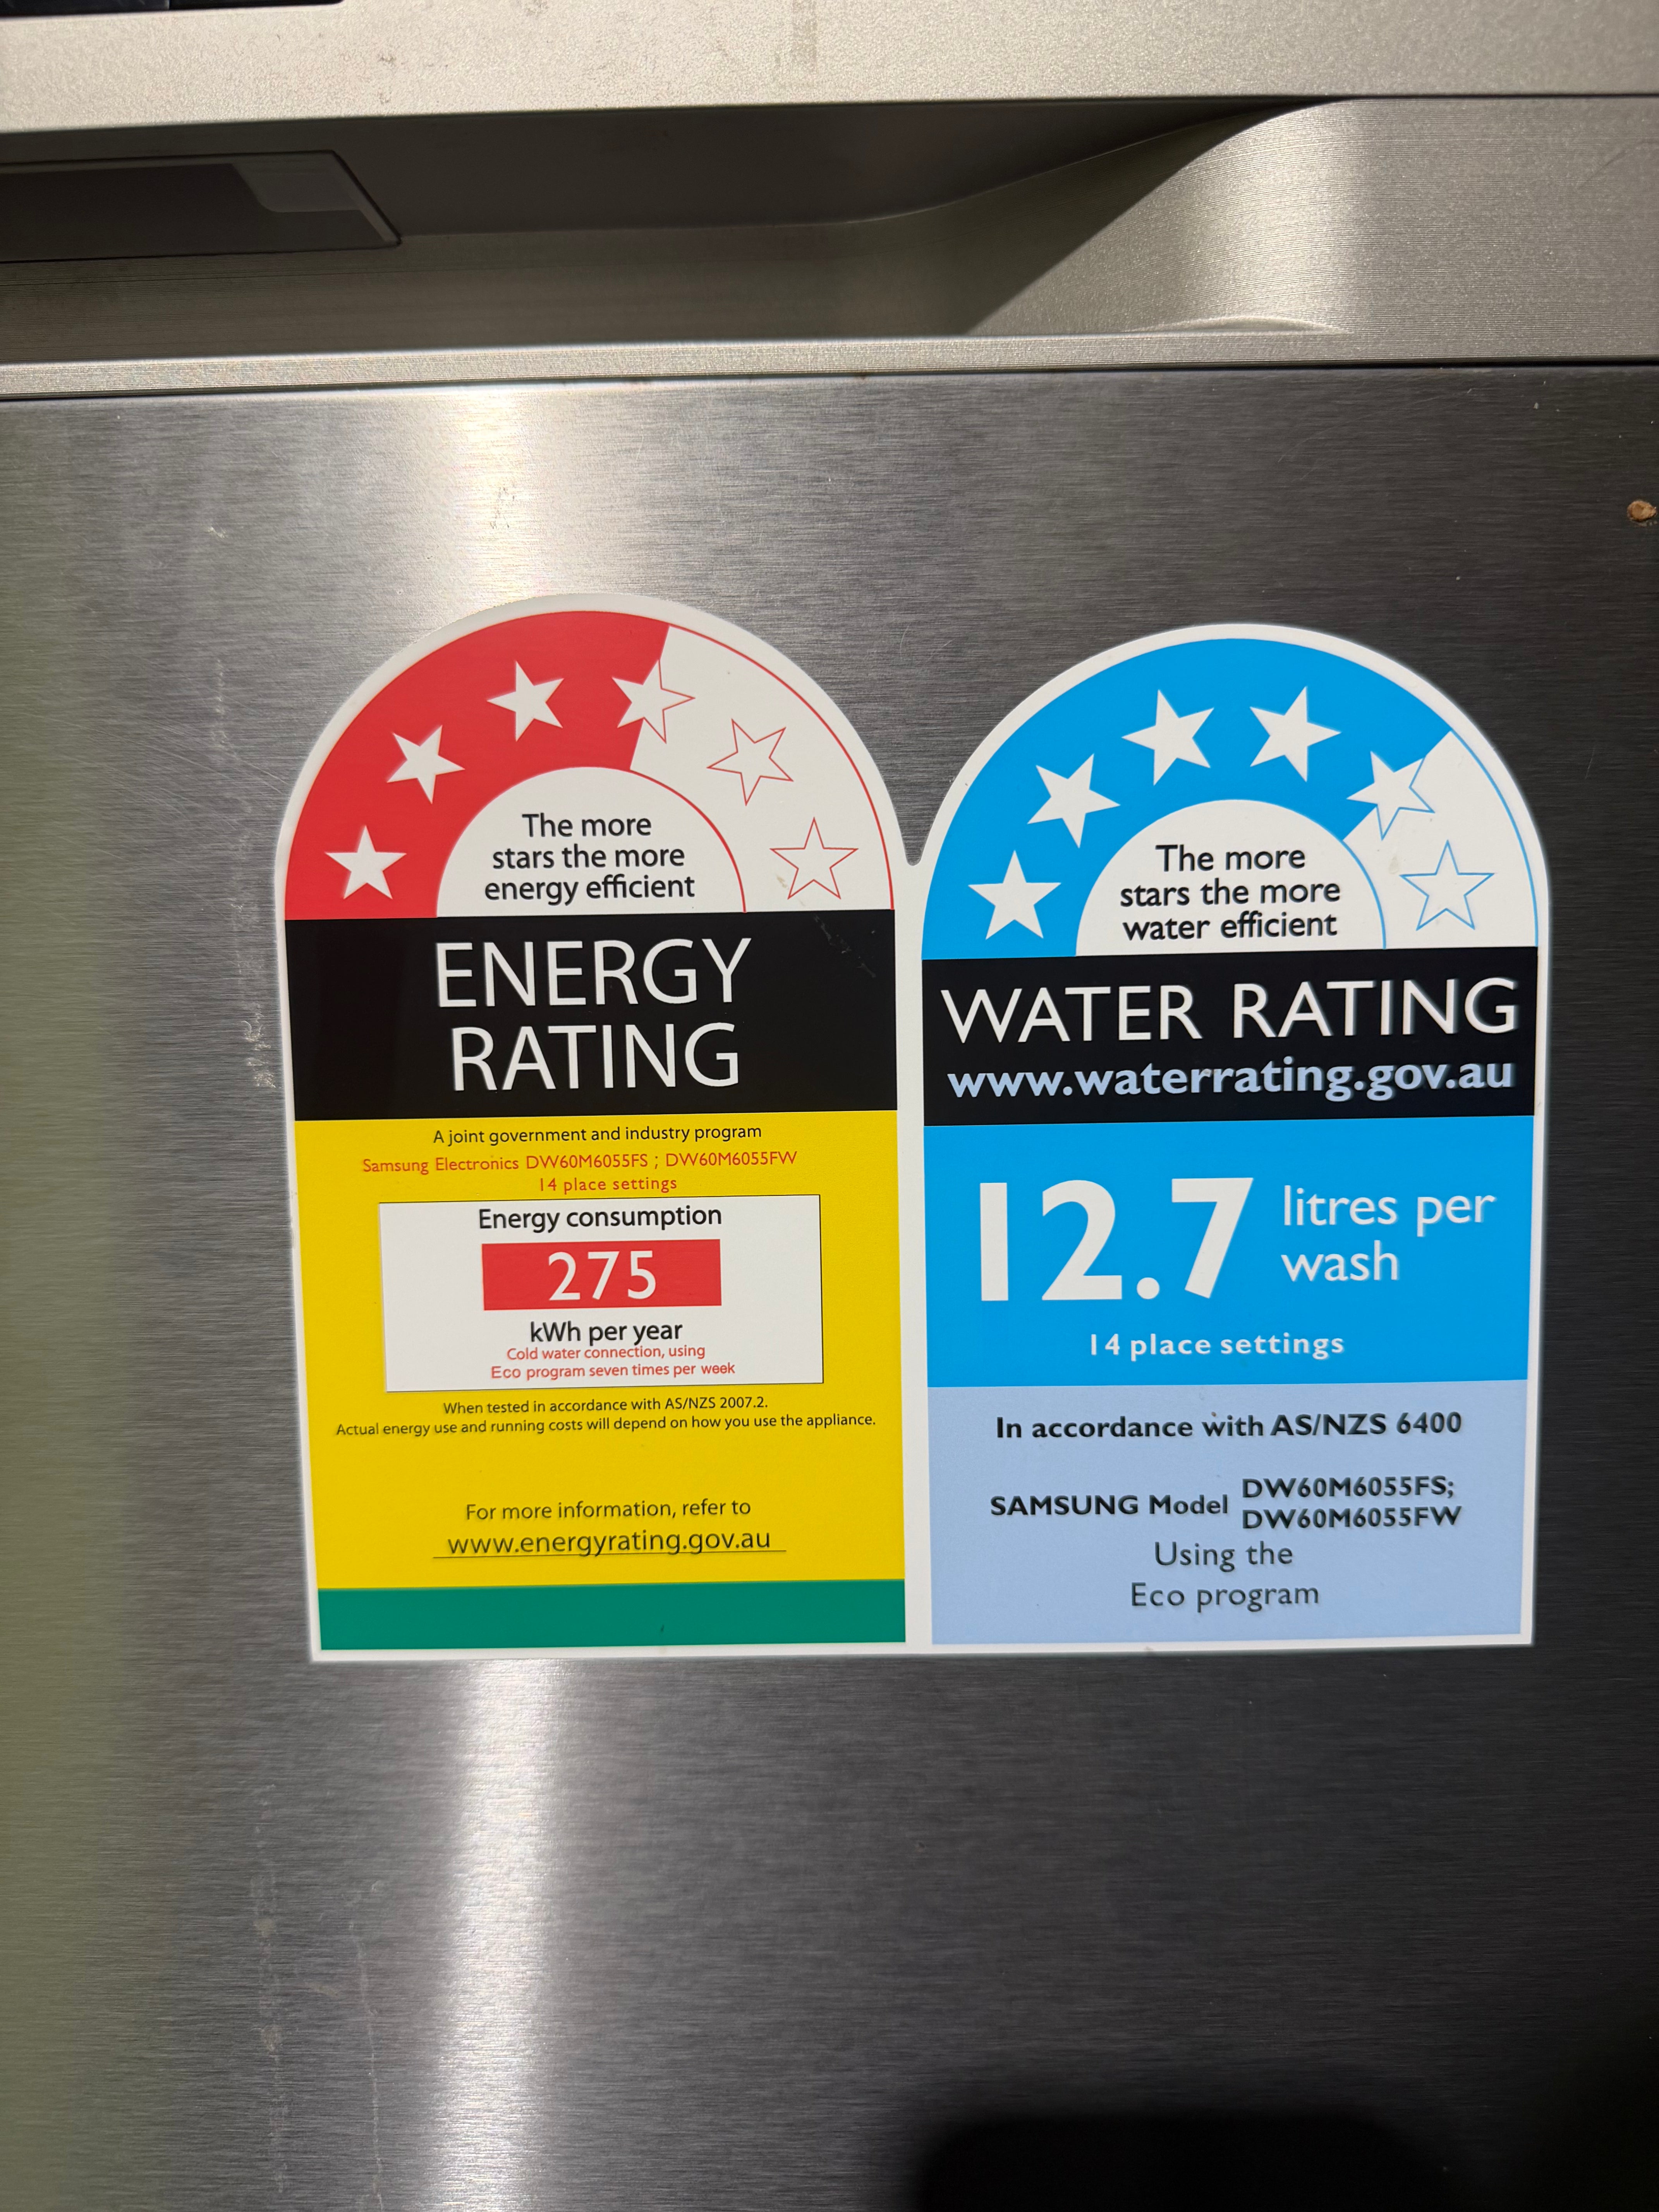 The more
stars the more
energy efficient
ENERGY
RATING
A joint government and industry program
Samsung Electronics DW60M6055FS ; DW60M6055FW
14 place settings
Energy consumption
275
kWh per year
Cold water connection, using
Eco program seven times per week
When tested in accordance with AS/NZS 2007.2.
Actual energy use and running costs will depend on how you use the appliance.
For more information, refer to
www.energyrating.gov.au
The more
stars the more
water efficient
WATER RATING
www.waterrating.gov.au
12.7 litres per
wash
14 place settings
In accordance with AS/NZS 6400
SAMSUNG Model DW60M6055FS;
DW60M6055FW
Using the
Eco program